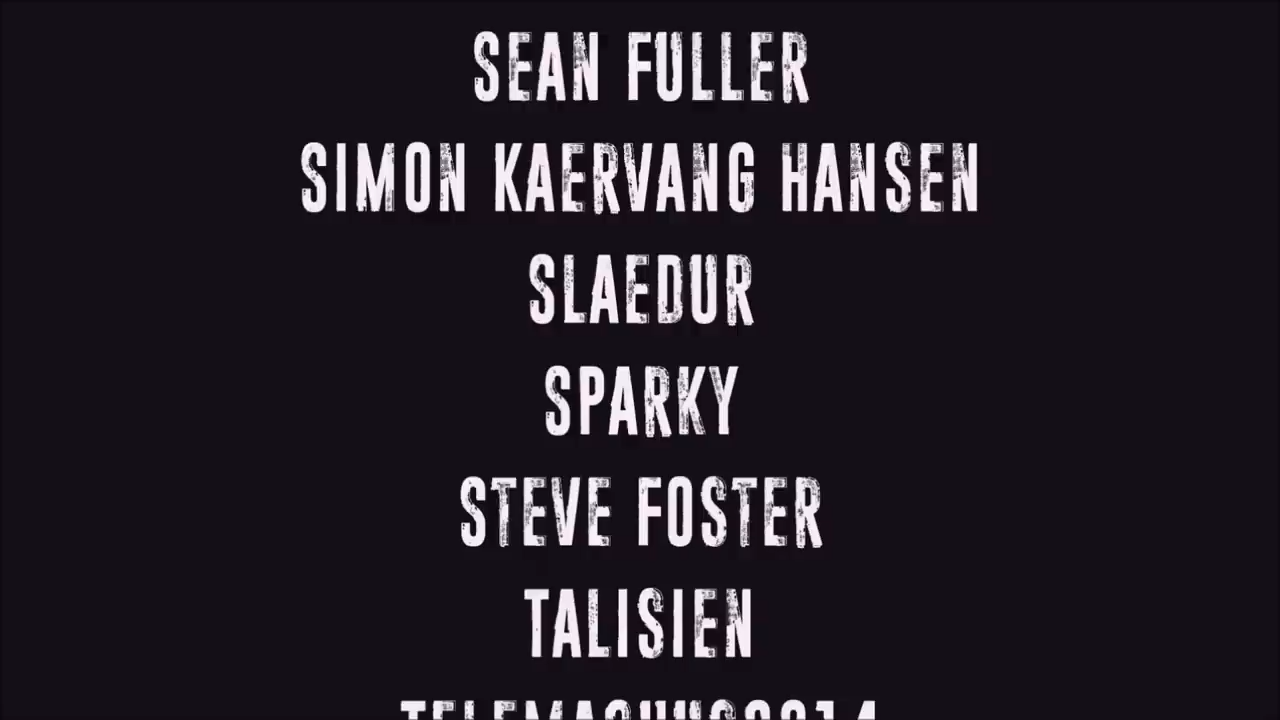 SEAN FULLER
SIMON KAERVANG HANSEN
SLAEDUR
SPARKY
STEVE FOSTER
TALISIEN